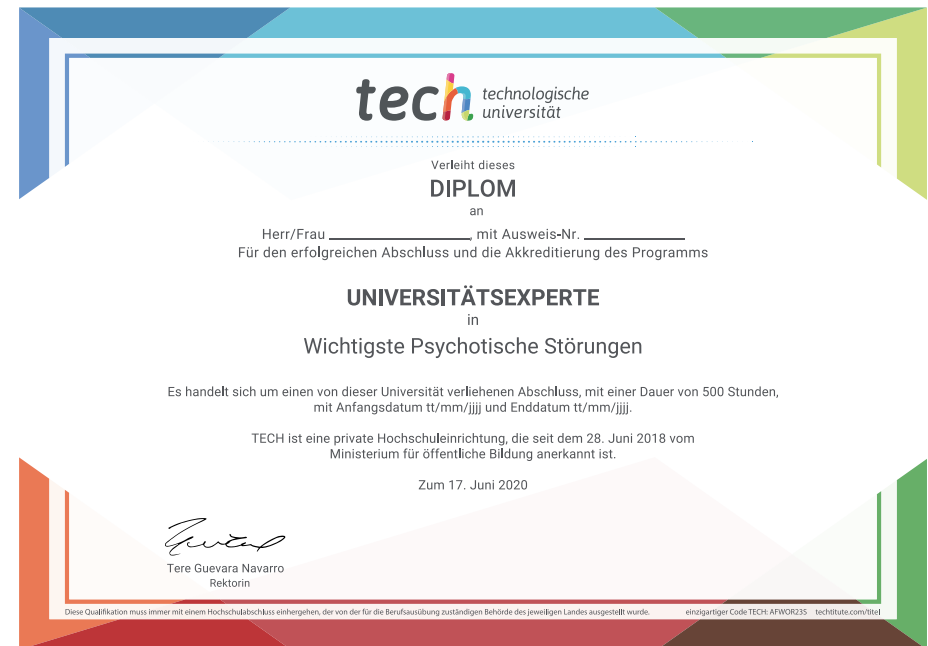 tech technologische
universität
Verleiht dieses
DIPLOM
an
Herr/Frau ____________, mit Ausweis-Nr. ____________
Für den erfolgreichen Abschluss und die Akkreditierung des Programms
UNIVERSITÄTSEXPERTE
in
Wichtigste Psychotische Störungen
Es handelt sich um einen von dieser Universität verliehenen Abschluss, mit einer Dauer von 500 Stunden,
mit Anfangsdatum tt/mm/jjjj und Enddatum tt/mm/jjjj.
TECH ist eine private Hochschuleinrichtung, die seit dem 28. Juni 2018 vom
Ministerium für öffentliche Bildung anerkannt ist.
Zum 17. Juni 2020
Tere Guevara Navarro
Rektorin
Diese Qualifikation muss immer mit einem Hochschulabschluss einhergehen, der von der für die Berufsausübung zuständigen Behörde des jeweiligen Landes ausgestellt wurde. einzigartiger Code TECH: AFWOR23S techtitute.com/titel